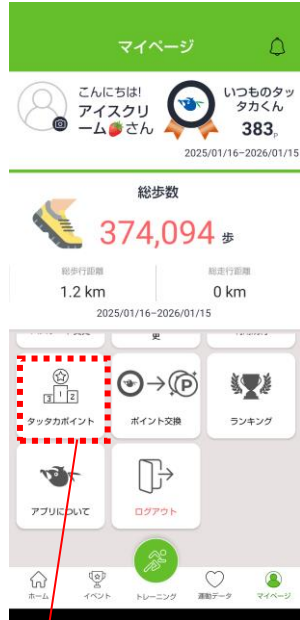 マイページ
こんにちは!
アイスクリ
ーム🍓さん
いつものタッ
タカくん
383P
2025/01/16-2026/01/15
総歩数
374,094 歩
総歩行距離
総走行距離
1.2 km
0 km
2025/01/16-2026/01/15
更
3 1 2
P
タッタカポイント
ポイント交換
ランキング
アプリについて
ログアウト
ホーム
イベント
トレーニング
運動データ
マイページ